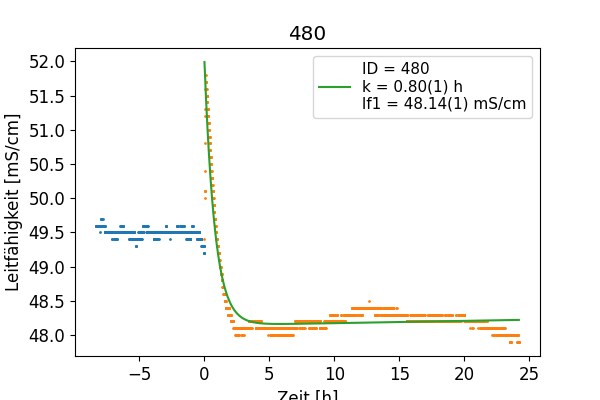 480
ID = 480
k = 0.80(1) h
lf1 = 48.14(1) mS/cm
Leitfähigkeit [mS/cm]
52.0
51.5
51.0
50.5
50.0
49.5
49.0
48.5
48.0
−5 0 5 10 15 20 25
Zeit [h]